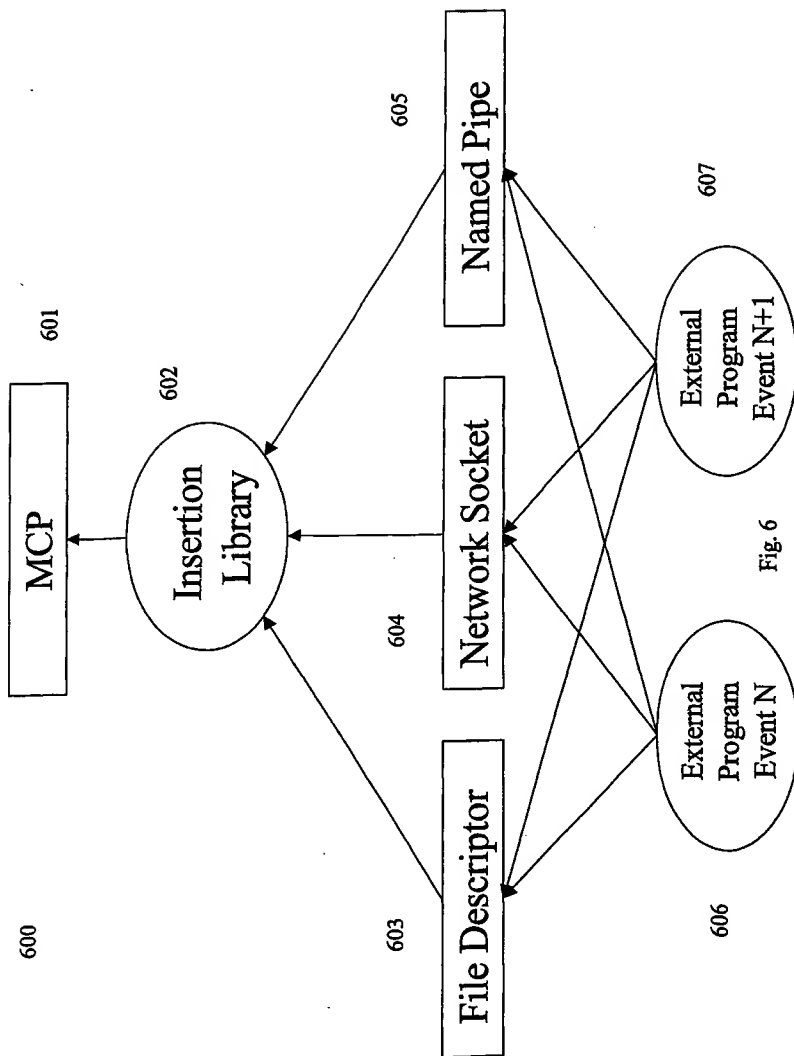 600
601
MCP
602
Insertion
Library
603
604
605
File Descriptor
Network Socket
Named Pipe
606
607
External
Program
Event N
External
Program
Event N+1
Fig. 6